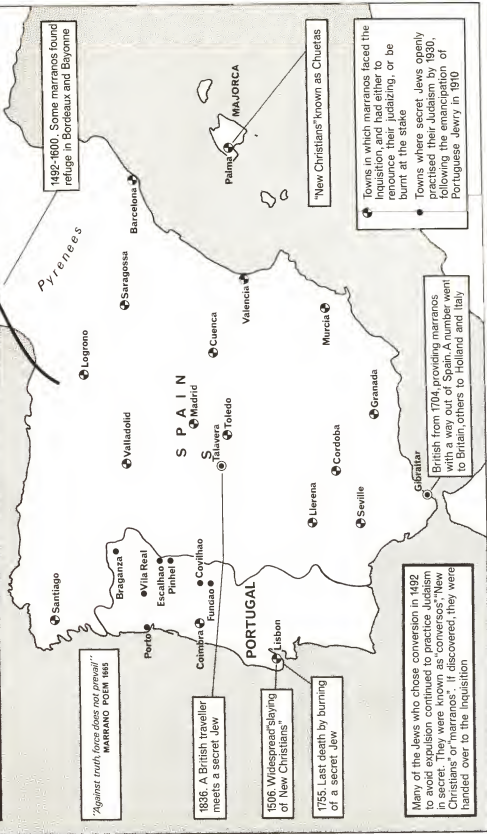 1492-1600. Some marranos found
refuge in Bordeaux and Bayonne
Pyrenees
"Against truth force does not prevail"
MARRANO POEM 1665
Santiago
Logrono
Barcelona
Saragossa
Valladolid
Braganza
Vila Real
Porto
Escalhao
Pinhel
Coimbra
Covilhao
Fundao
SPAIN
S
Madrid
Talavera
Toledo
Cuenca
Valencia
Palma
MAJORCA
"New Christians" known as Chuetas
1836. A British traveller
meets a secret Jew
PORTUGAL
Lisbon
1506. Widespread "slaying
of New Christians"
1755. Last death by burning
of a secret Jew
Llerena
Cordoba
Seville
Granada
Murcia
Gibraltar
Towns in which marranos faced the
Inquisition, and had either to
renounce their judaizing, or be
burnt at the stake
Towns where secret Jews openly
practised their Judaism by 1930,
following the emancipation of
Portuguese Jewry in 1910
British from 1704, providing marranos
with a way out of Spain. A number went
to Britain, others to Holland and Italy
Many of the Jews who chose conversion in 1492
to avoid expulsion continued to practice Judaism
in secret. They were known as "conversos", "New
Christians" or "marranos". If discovered, they were
handed over to the Inquisition